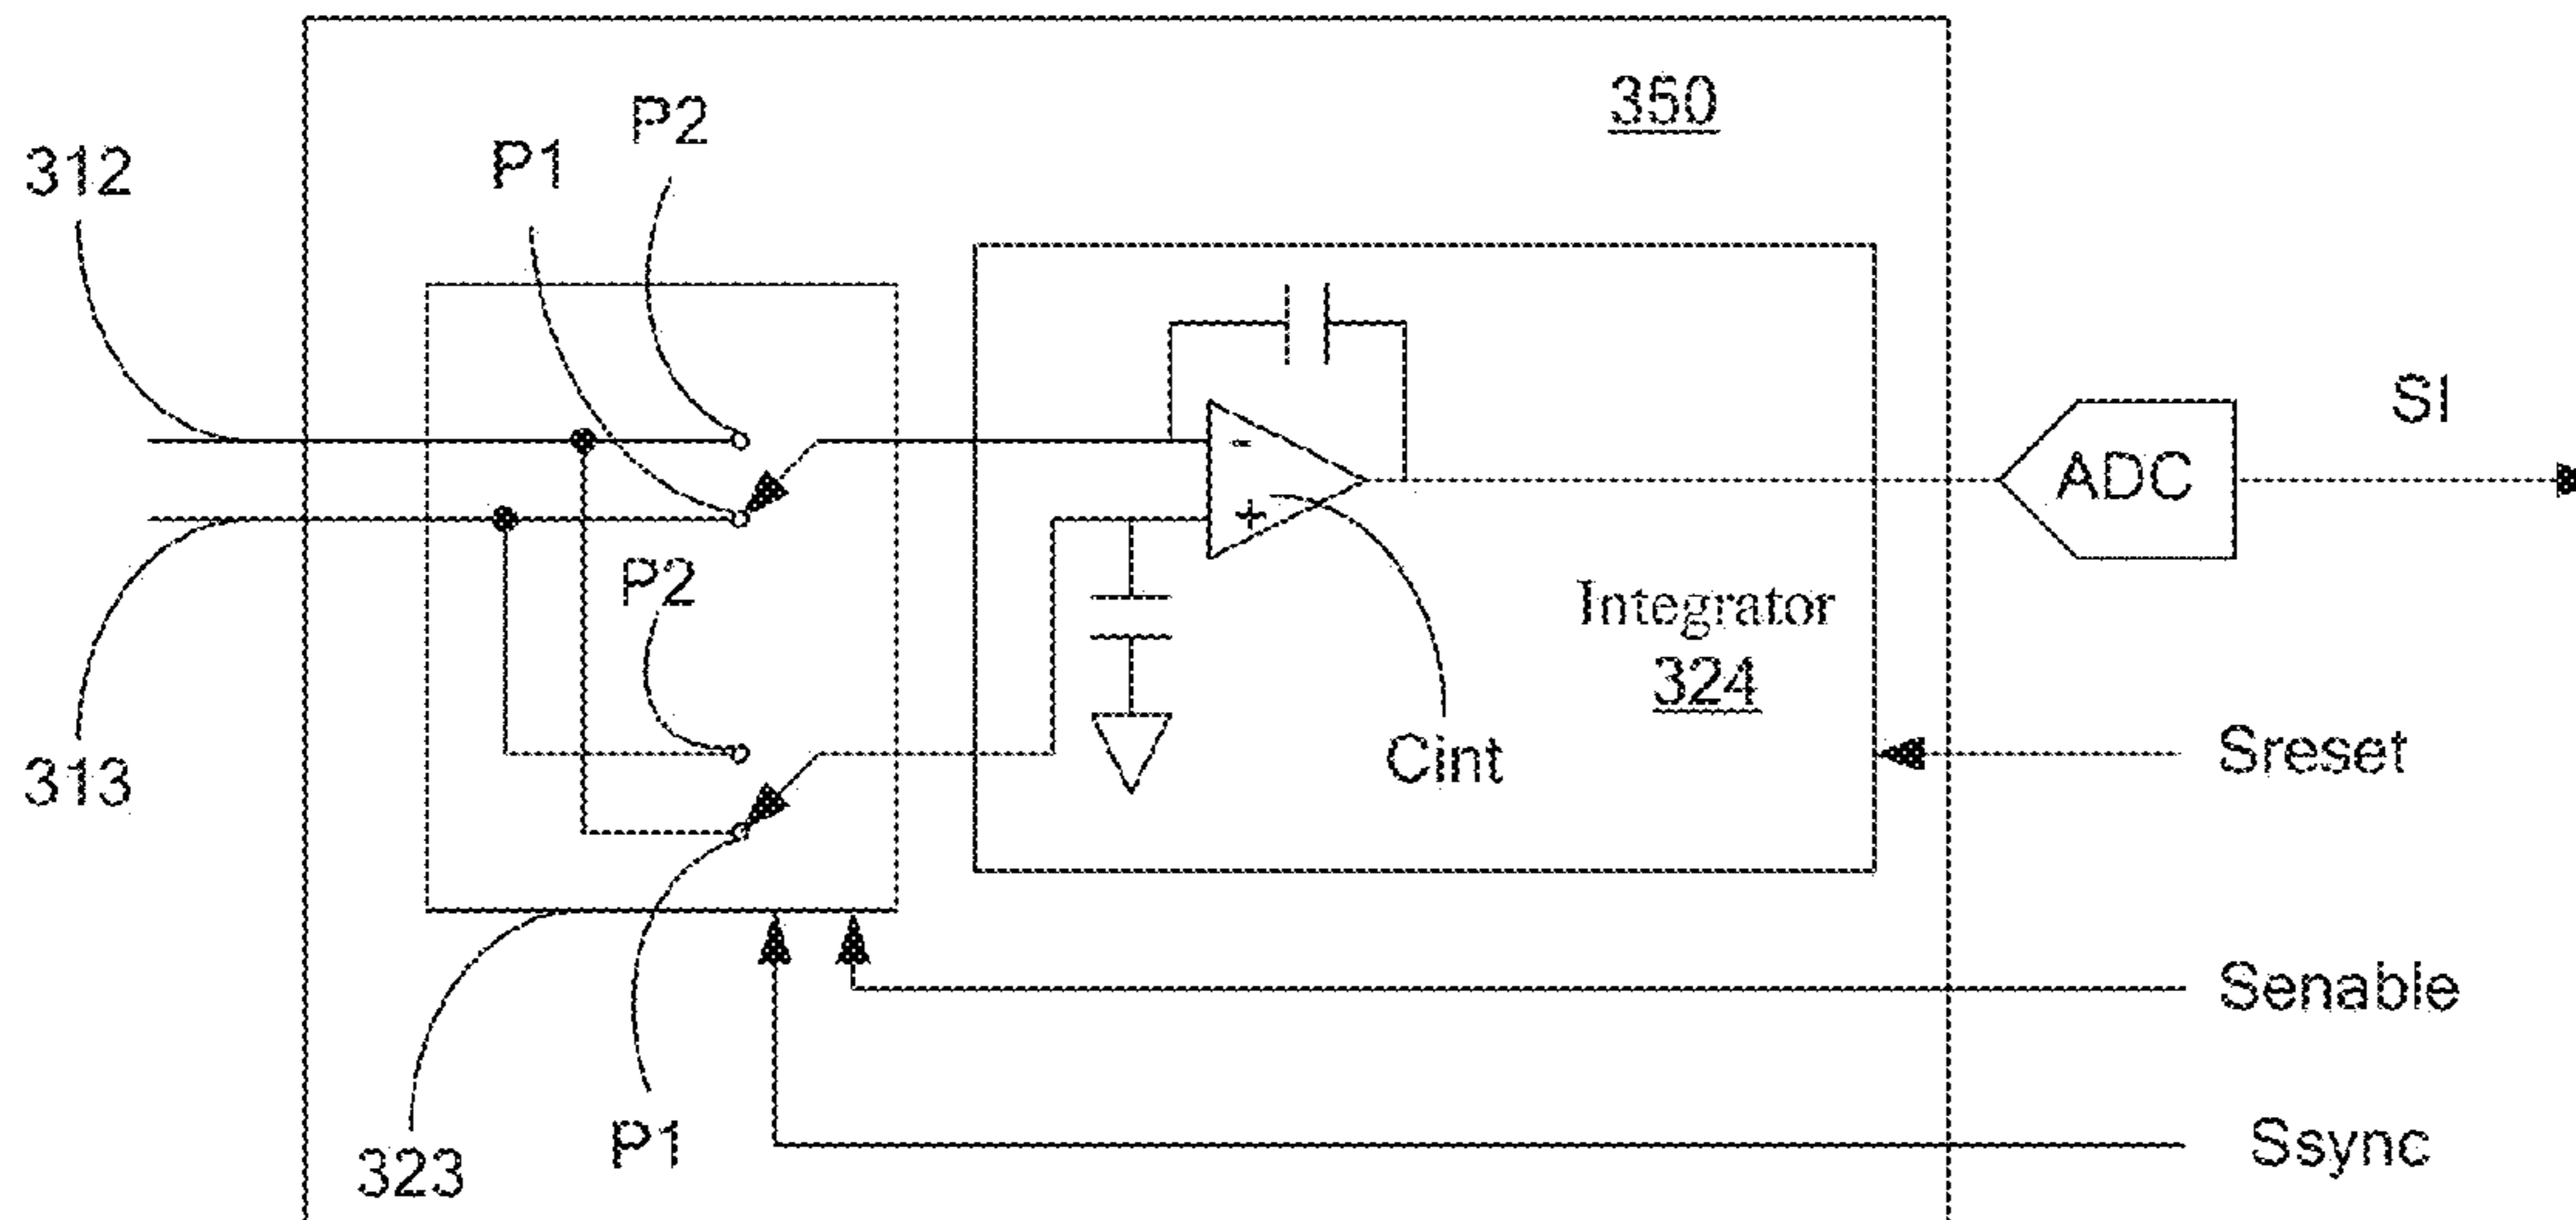 350
P2
P1
312
SI
ADC
-
+
P2
Integrator
324
Cint
313
Sreset
Senable
P1
323
Ssync